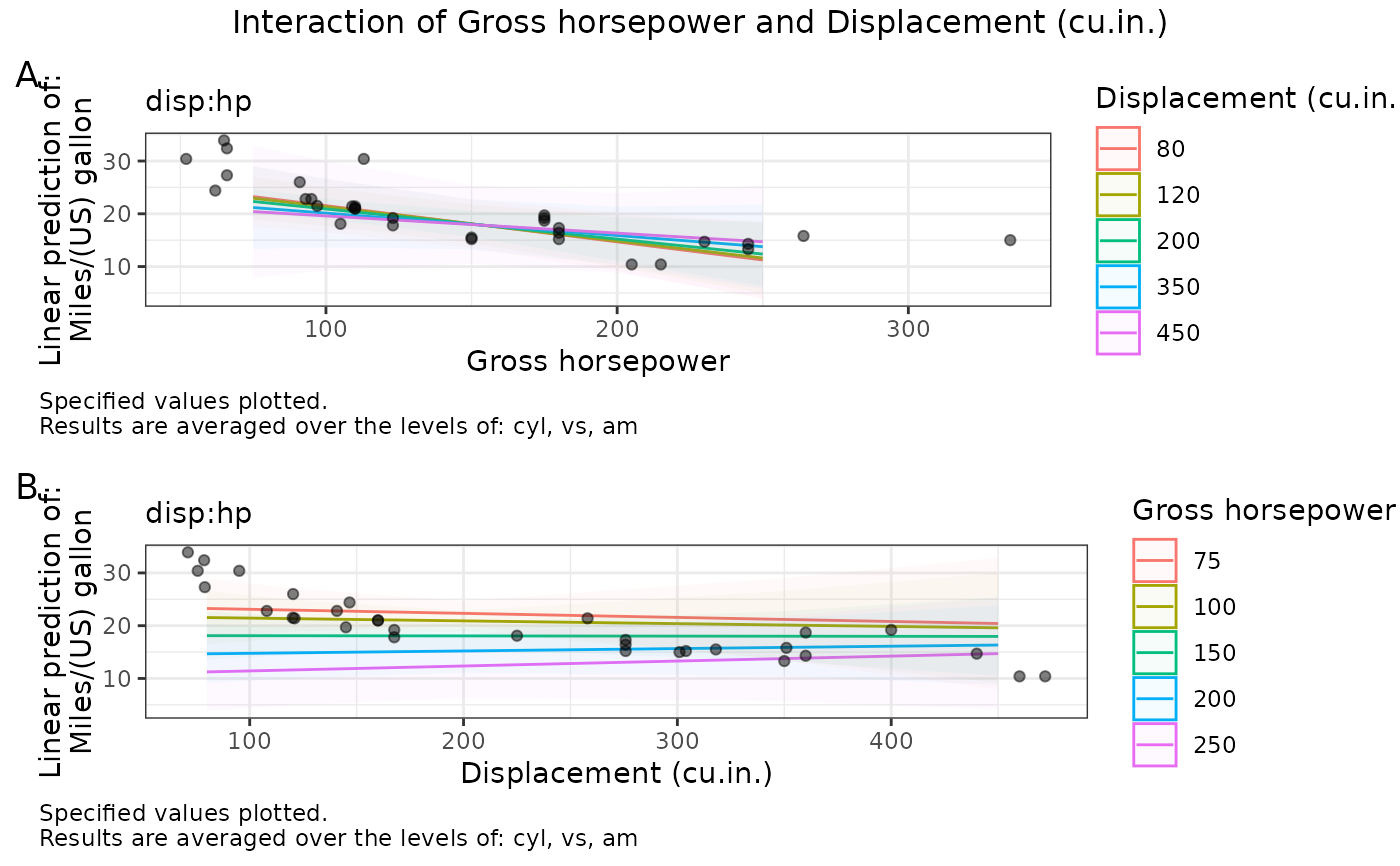 Interaction of Gross horsepower and Displacement (cu.in.)
A
disp:hp
Linear prediction of:
Miles/(US) gallon
30
20
10
100
200
300
Gross horsepower
Displacement (cu.in.
80
120
200
350
450
Specified values plotted.
Results are averaged over the levels of: cyl, vs, am
B
disp:hp
Linear prediction of:
Miles/(US) gallon
30
20
10
100
200
300
400
Displacement (cu.in.)
Gross horsepower
75
100
150
200
250
Specified values plotted.
Results are averaged over the levels of: cyl, vs, am